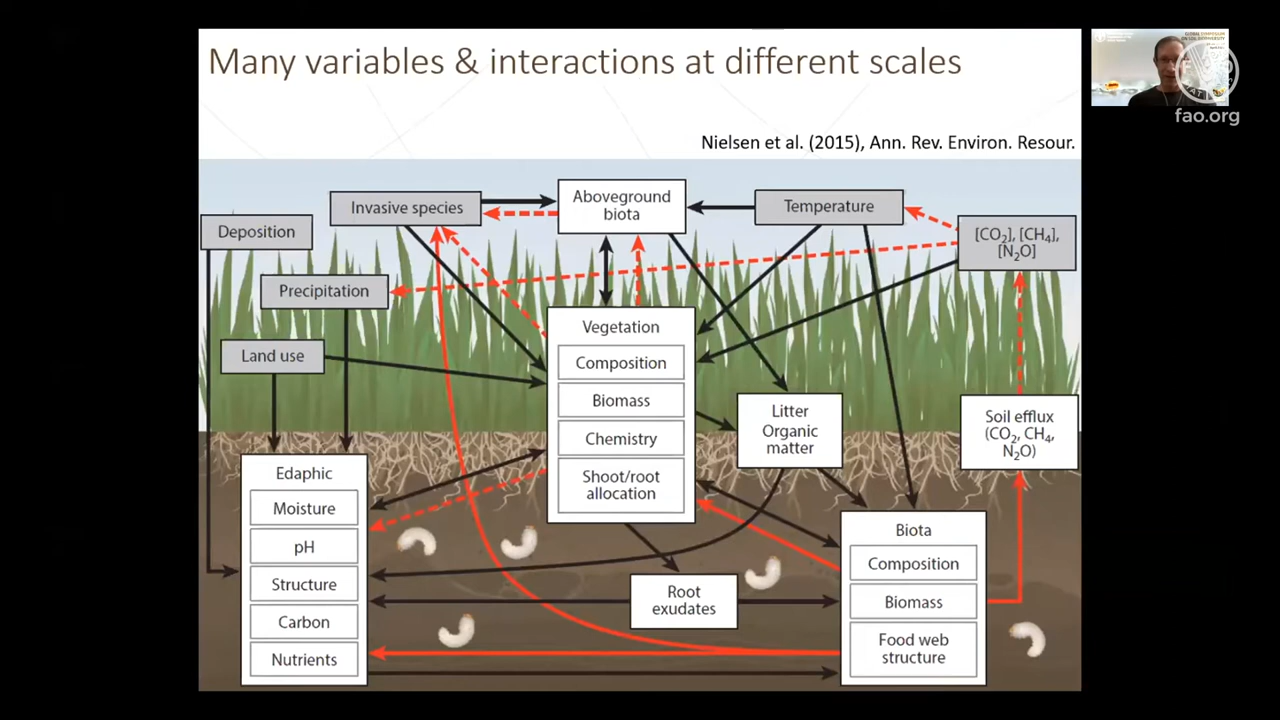 Many variables & interactions at different scales
Nielsen et al. (2015), Ann. Rev. Environ. Resour.
fao.org
Invasive species
Aboveground
biota
Temperature
Deposition
[CO₂], [CH₄],
[N₂O]
Precipitation
Land use
Vegetation
Composition
Biomass
Chemistry
Shoot/root
allocation
Litter
Organic
matter
Soil efflux
(CO₂, CH₄,
N₂O)
Edaphic
Moisture
pH
Structure
Carbon
Nutrients
Root
exudates
Biota
Composition
Biomass
Food web
structure